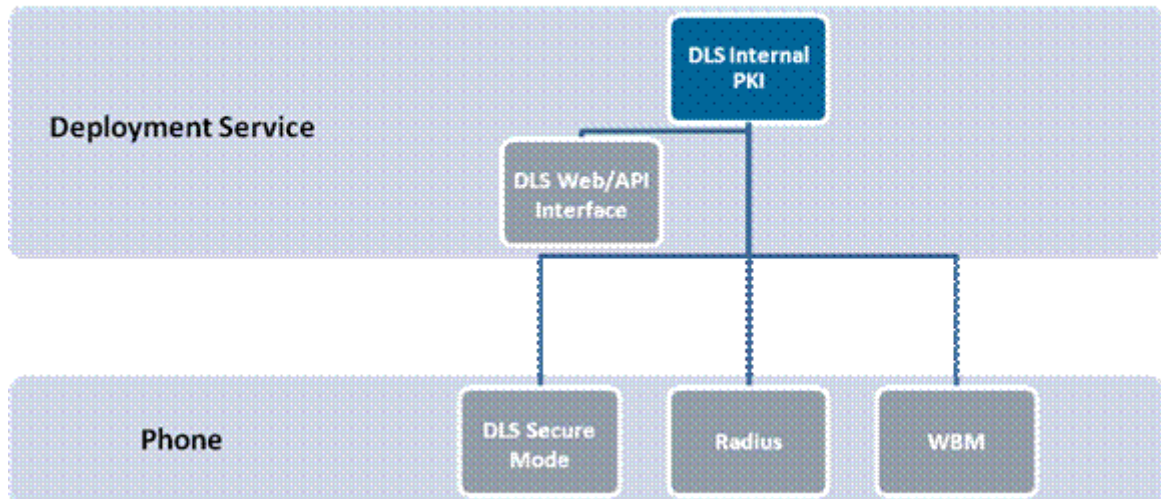 DLS Internal
PKI
Deployment Service
DLS Web/API
Interface
Phone
DLS Secure
Mode
Radius
WBM